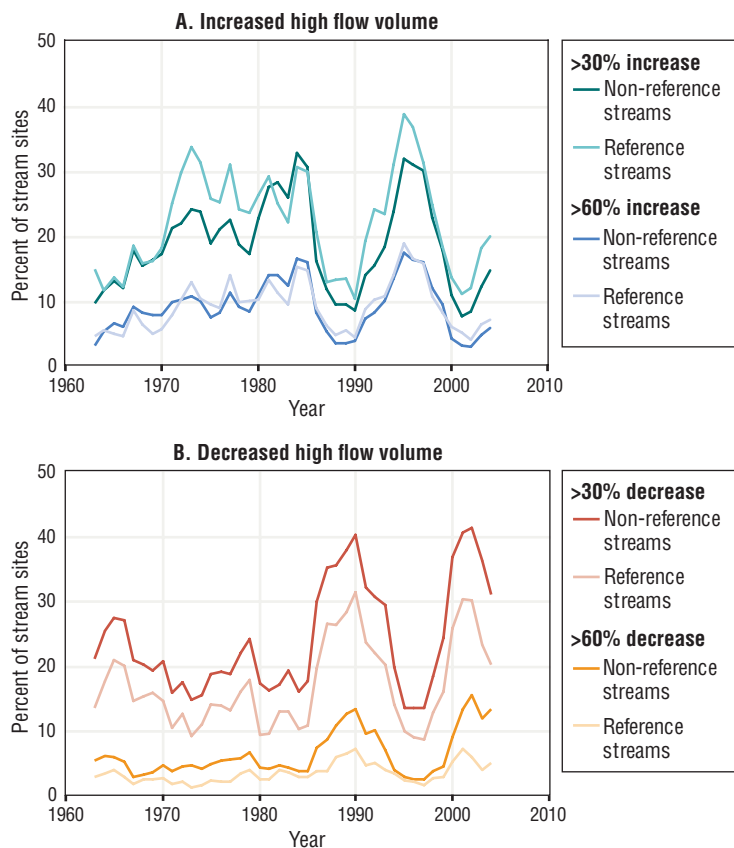 A. Increased high flow volume
Percent of stream sites
50
40
30
20
10
0
1960 1970 1980 1990 2000 2010
Year
>30% increase
Non-reference
streams
Reference
streams
>60% increase
Non-reference
streams
Reference
streams
B. Decreased high flow volume
Percent of stream sites
50
40
30
20
10
0
1960 1970 1980 1990 2000 2010
Year
>30% decrease
Non-reference
streams
Reference
streams
>60% decrease
Non-reference
streams
Reference
streams